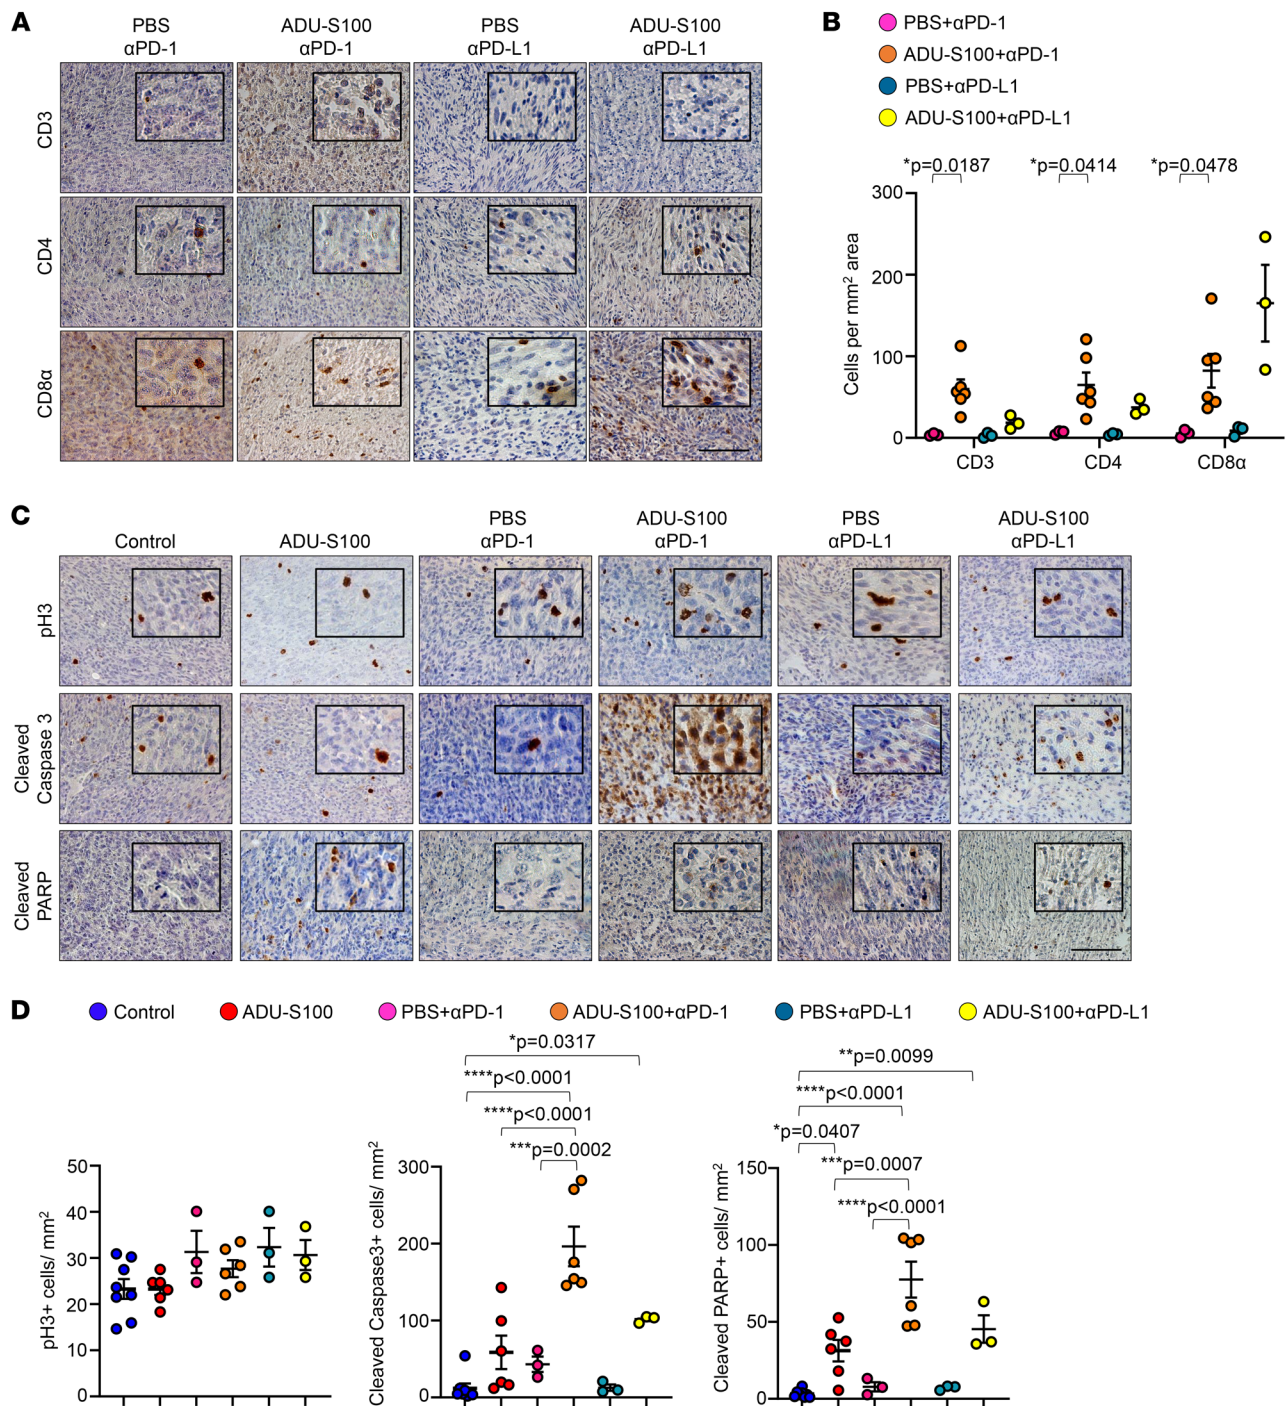 A
PBS
αPD-1
ADU-S100
αPD-1
PBS
αPD-L1
ADU-S100
αPD-L1
CD3
CD4
CD8α
B
PBS+αPD-1
ADU-S100+αPD-1
PBS+αPD-L1
ADU-S100+αPD-L1
*p=0.0187
*p=0.0414
*p=0.0478
Cells per mm² area
300
200
100
0
CD3
CD4
CD8α
C
Control
ADU-S100
PBS
αPD-1
ADU-S100
αPD-1
PBS
αPD-L1
ADU-S100
αPD-L1
pH3
Cleaved
Caspase 3
Cleaved
PARP
D
Control
ADU-S100
PBS+αPD-1
ADU-S100+αPD-1
PBS+αPD-L1
ADU-S100+αPD-L1
pH3+ cells/ mm²
50
40
30
20
10
0
*p=0.0317
****p<0.0001
****p<0.0001
***p=0.0002
Cleaved Caspase3+ cells/ mm²
300
200
100
0
**p=0.0099
****p<0.0001
*p=0.0407
***p=0.0007
****p<0.0001
Cleaved PARP+ cells/ mm²
150
100
50
0